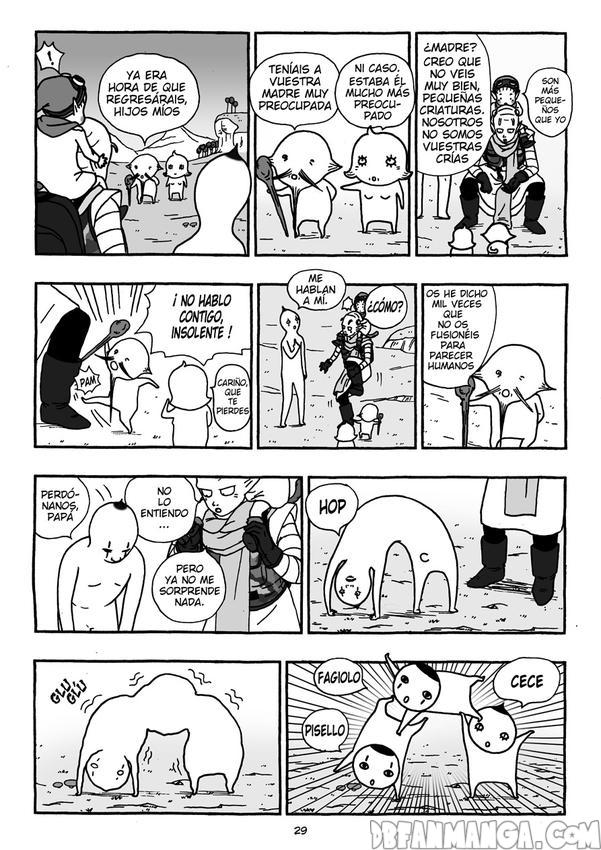 !
YA ERA
HORA DE QUE
REGRESÁRAIS,
HIJOS MÍOS
TENÍAIS A
VUESTRA
MADRE MUY
PREOCUPADA
NI CASO.
ESTABA ÉL
MUCHO MÁS
PREOCU-
PADO
¿MADRE?
CREO QUE
NO VEIS
MUY BIEN,
PEQUEÑAS
CRIATURAS.
NOSOTROS
NO SOMOS
VUESTRAS
CRÍAS
SON
MÁS
PEQUE-
ÑOS
QUE YO
¡ NO HABLO
CONTIGO,
INSOLENTE !
PAM
CARIÑO,
QUE
TE
PIERDES
ME
HABLAN
A MÍ.
¿CÓMO?
OS HE DICHO
MIL VECES
QUE
NO OS
FUSIONÉIS
PARA
PARECER
HUMANOS
PERDÓ-
NANOS,
PAPÁ
NO
LO
ENTIENDO
...
PERO
YA NO ME
SORPRENDE
NADA.
HOP
GLU
GLU
FAGIOLO
PISELLO
CECE
29
DBFANMANGA.COM